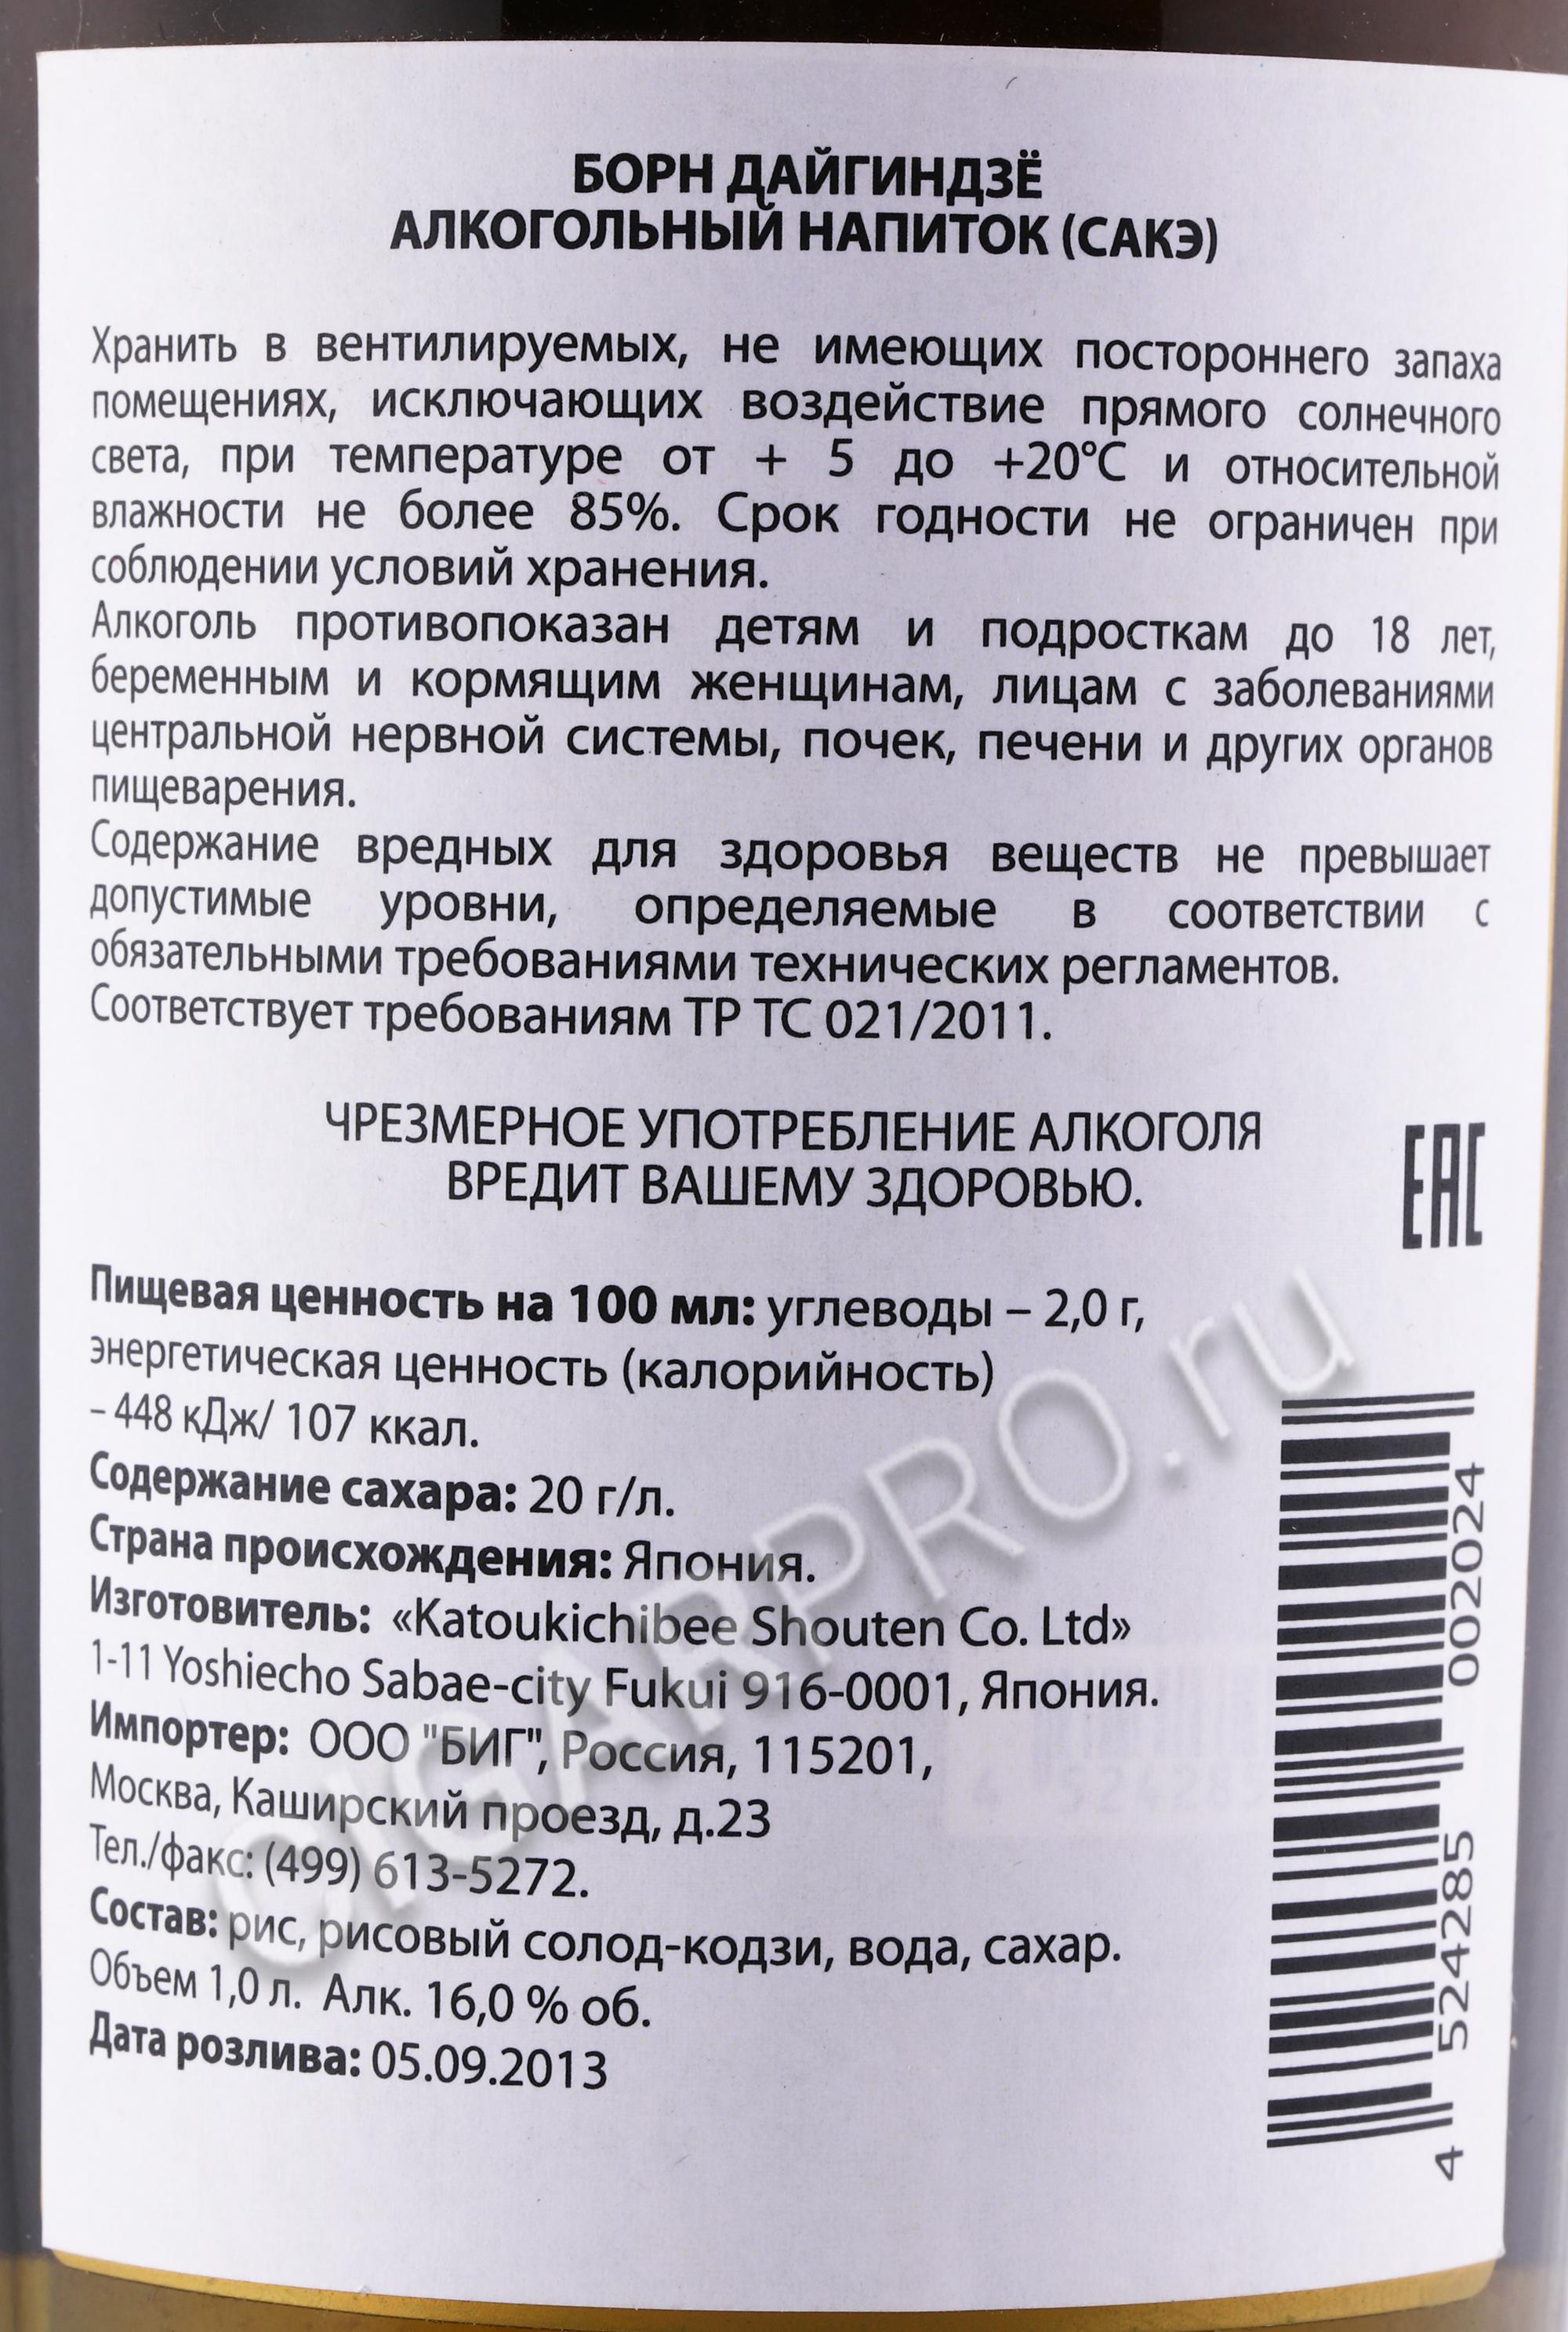 БОРН ДАЙГИНДЗЁ
АЛКОГОЛЬНЫЙ НАПИТОК (САКЭ)
Хранить в вентилируемых, не имеющих постороннего запаха
помещениях, исключающих воздействие прямого солнечного
света, при температуре от + 5 до +20°C и относительной
влажности не более 85%. Срок годности не ограничен при
соблюдении условий хранения.
Алкоголь противопоказан детям и подросткам до 18 лет,
беременным и кормящим женщинам, лицам с заболеваниями
центральной нервной системы, почек, печени и других органов
пищеварения.
Содержание вредных для здоровья веществ не превышает
допустимые уровни, определяемые в соответствии с
обязательными требованиями технических регламентов.
Соответствует требованиям ТР ТС 021/2011.
ЧРЕЗМЕРНОЕ УПОТРЕБЛЕНИЕ АЛКОГОЛЯ
ВРЕДИТ ВАШЕМУ ЗДОРОВЬЮ.
EAC
Пищевая ценность на 100 мл: углеводы – 2,0 г,
энергетическая ценность (калорийность)
– 448 кДж/ 107 ккал.
Содержание сахара: 20 г/л.
Страна происхождения: Япония.
Изготовитель: «Katoukichibee Shouten Co. Ltd»
1-11 Yoshiecho Sabae-city Fukui 916-0001, Япония.
Импортер: ООО "БИГ", Россия, 115201,
Москва, Каширский проезд, д.23
Тел./факс: (499) 613-5272.
Состав: рис, рисовый солод-кодзи, вода, сахар.
Объем 1,0 л. Алк. 16,0 % об.
Дата розлива: 05.09.2013
4 524285 002024
CIGARPRO.ru